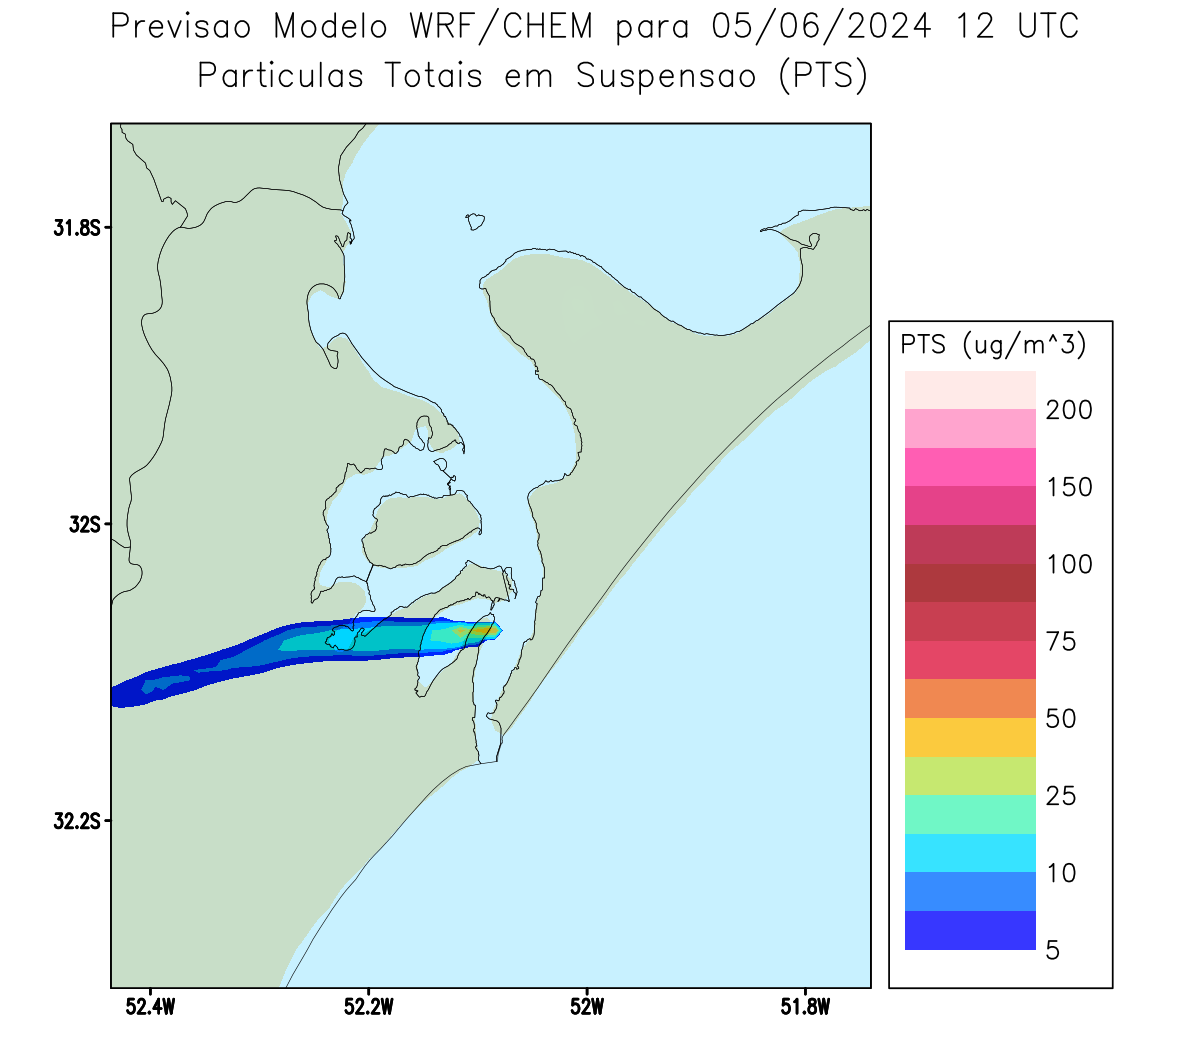 Previsao Modelo WRF/CHEM para 05/06/2024 12 UTC
Particulas Totais em Suspensao (PTS)
31.8S
32S
32.2S
52.4W
52.2W
52W
51.8W
PTS (ug/m^3)
200
150
100
75
50
25
10
5